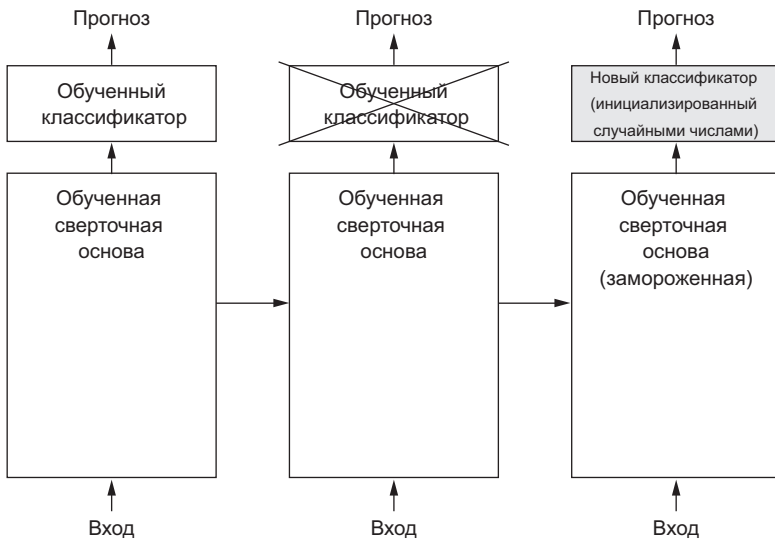 Прогноз
Обученный
классификатор
Обученная
сверточная
основа
Вход
Прогноз
Обученный
классификатор
Обученная
сверточная
основа
Вход
Прогноз
Новый классификатор
(инициализированный
случайными числами)
Обученная
сверточная
основа
(замороженная)
Вход